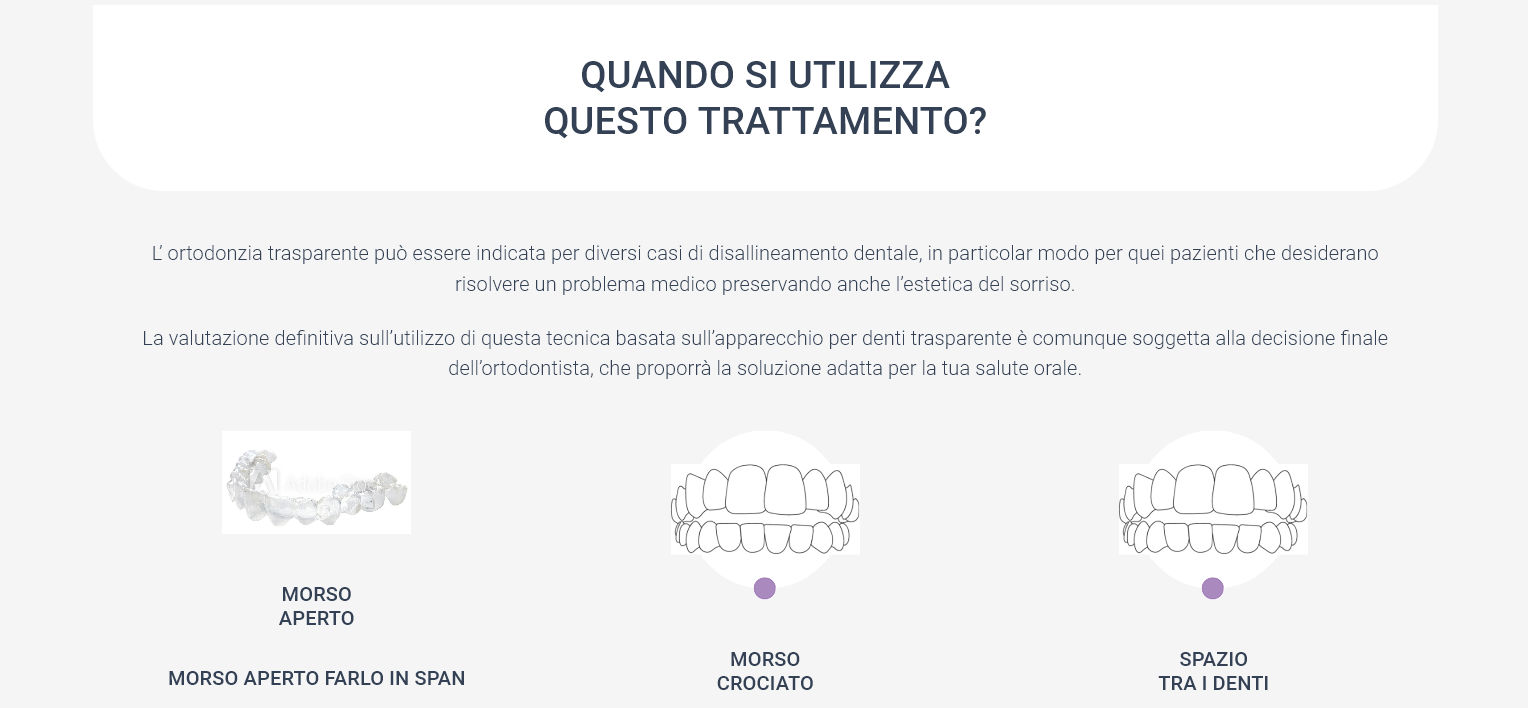 QUANDO SI UTILIZZA
QUESTO TRATTAMENTO?
L’ ortodonzia trasparente può essere indicata per diversi casi di disallineamento dentale, in particolar modo per quei pazienti che desiderano
risolvere un problema medico preservando anche l’estetica del sorriso.
La valutazione definitiva sull’utilizzo di questa tecnica basata sull’apparecchio per denti trasparente è comunque soggetta alla decisione finale
dell’ortodontista, che proporrà la soluzione adatta per la tua salute orale.
MORSO
APERTO
MORSO APERTO FARLO IN SPAN
MORSO
CROCIATO
SPAZIO
TRA I DENTI